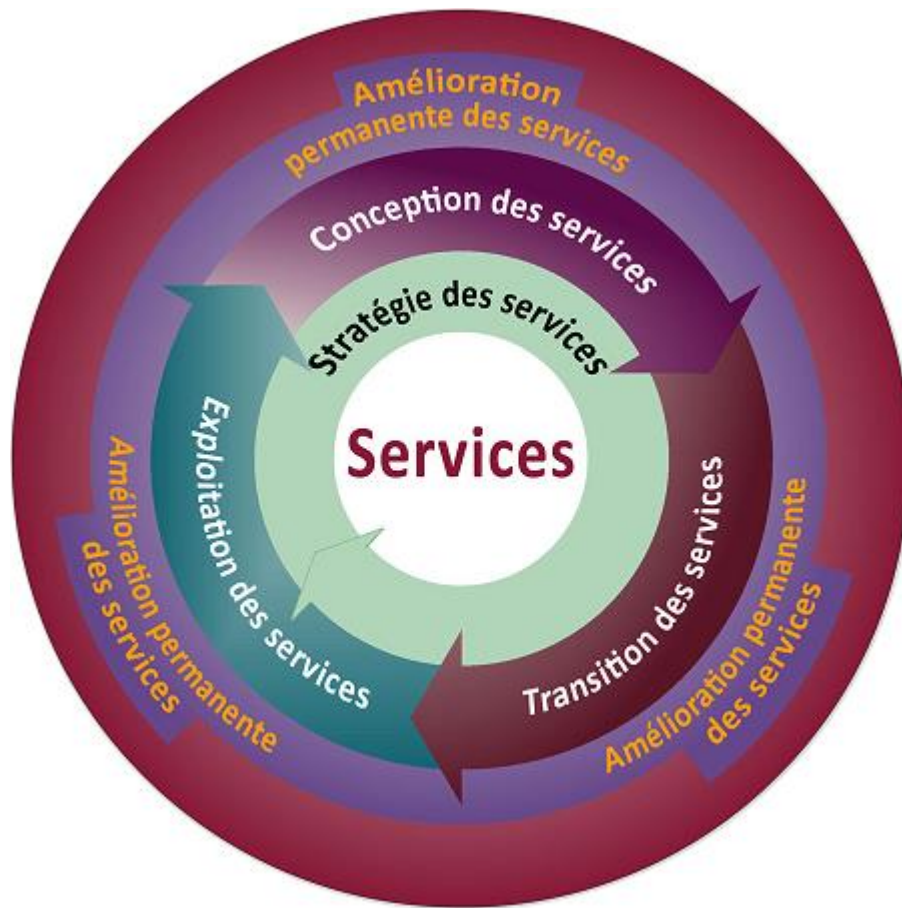 Amélioration
permanente des services
Conception des services
Stratégie des services
Services
Exploitation des services
Transition des services
Amélioration permanente
des services
Amélioration permanente
des services